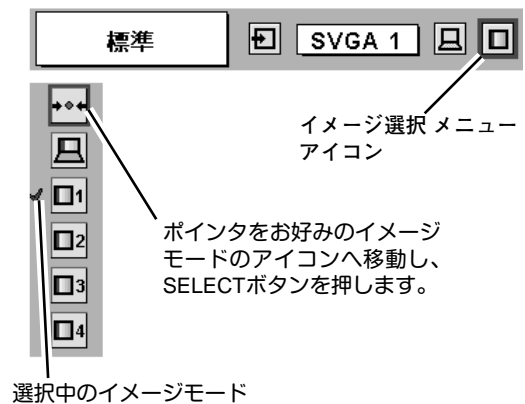 標準
SVGA 1
イメージ選択 メニュー
アイコン
1
ポインタをお好みのイメージ
2
モードのアイコンへ移動し、
3
SELECTボタンを押します。
4
選択中のイメージモード